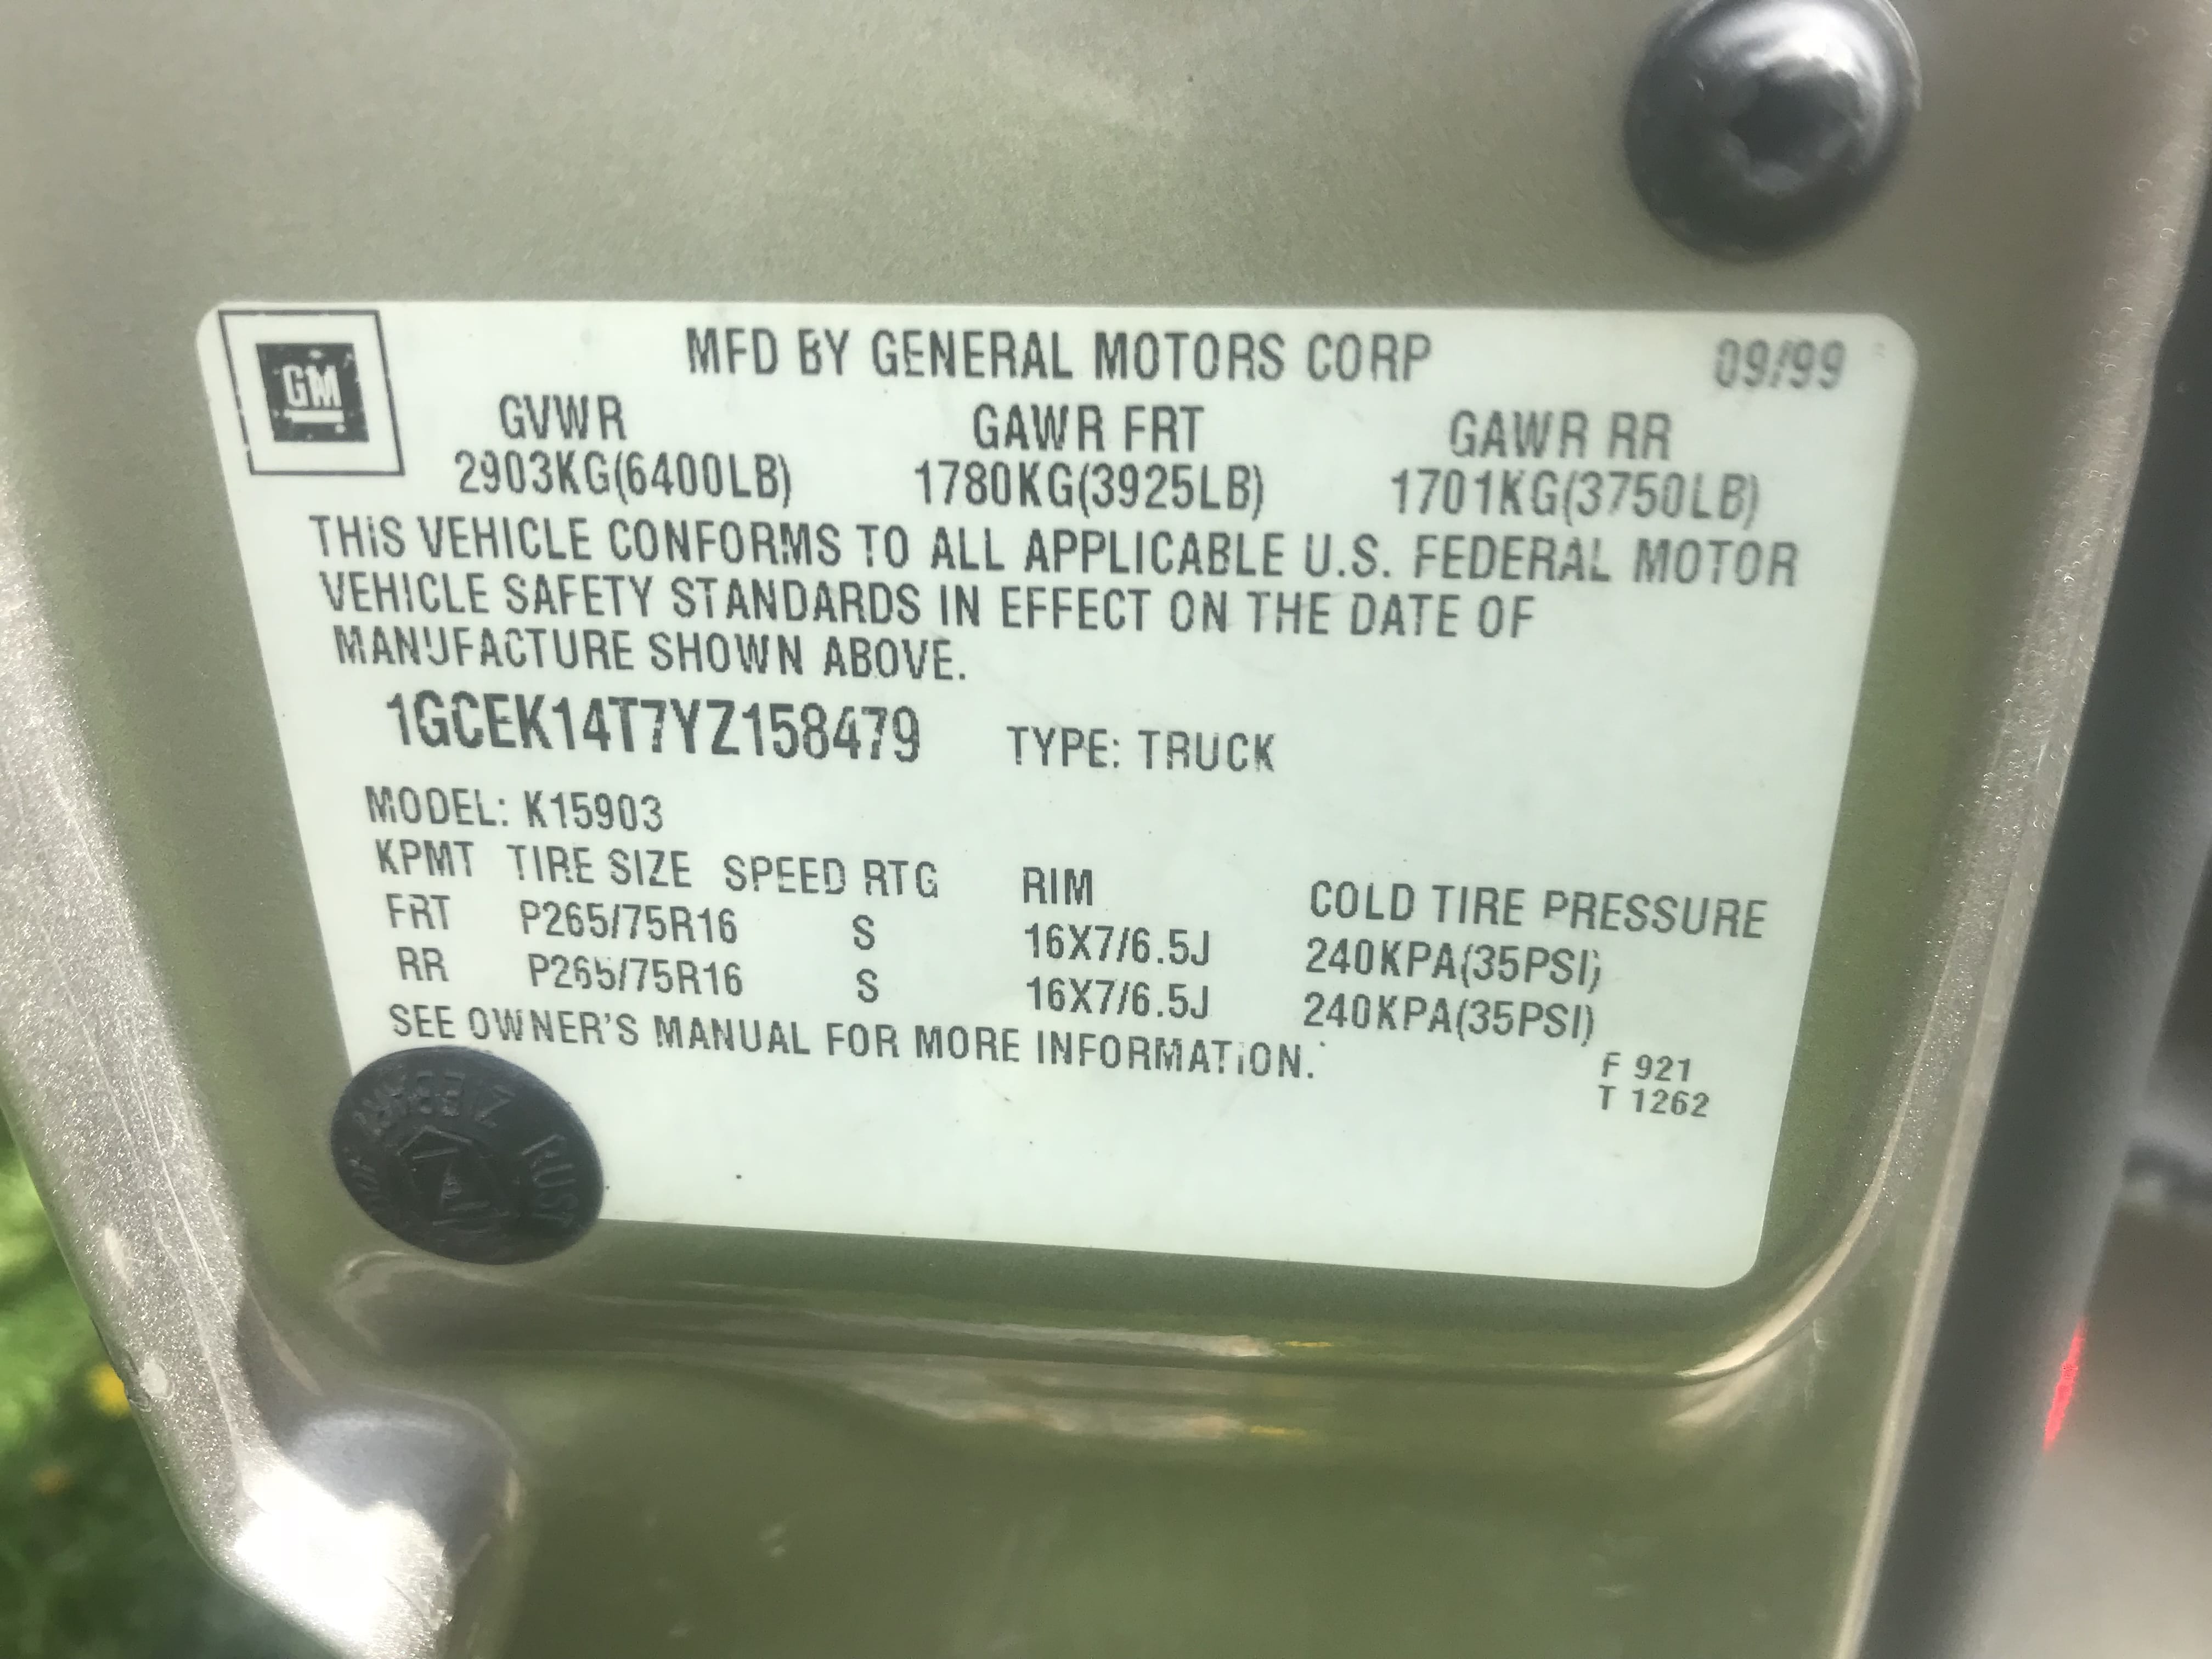 GM
MFD BY GENERAL MOTORS CORP 09/99
GVWR GAWR FRT GAWR RR
2903KG(6400LB) 1780KG(3925LB) 1701KG(3750LB)
THIS VEHICLE CONFORMS TO ALL APPLICABLE U.S. FEDERAL MOTOR
VEHICLE SAFETY STANDARDS IN EFFECT ON THE DATE OF
MANUFACTURE SHOWN ABOVE.
1GCEK14T7YZ158479 TYPE: TRUCK
MODEL: K15903
KPMT TIRE SIZE SPEED RTG RIM COLD TIRE PRESSURE
FRT P265/75R16 S 16X7/6.5J 240KPA(35PSI)
RR P265/75R16 S 16X7/6.5J 240KPA(35PSI)
SEE OWNER'S MANUAL FOR MORE INFORMATION.
F 921
T 1262
ZIEBART RUST